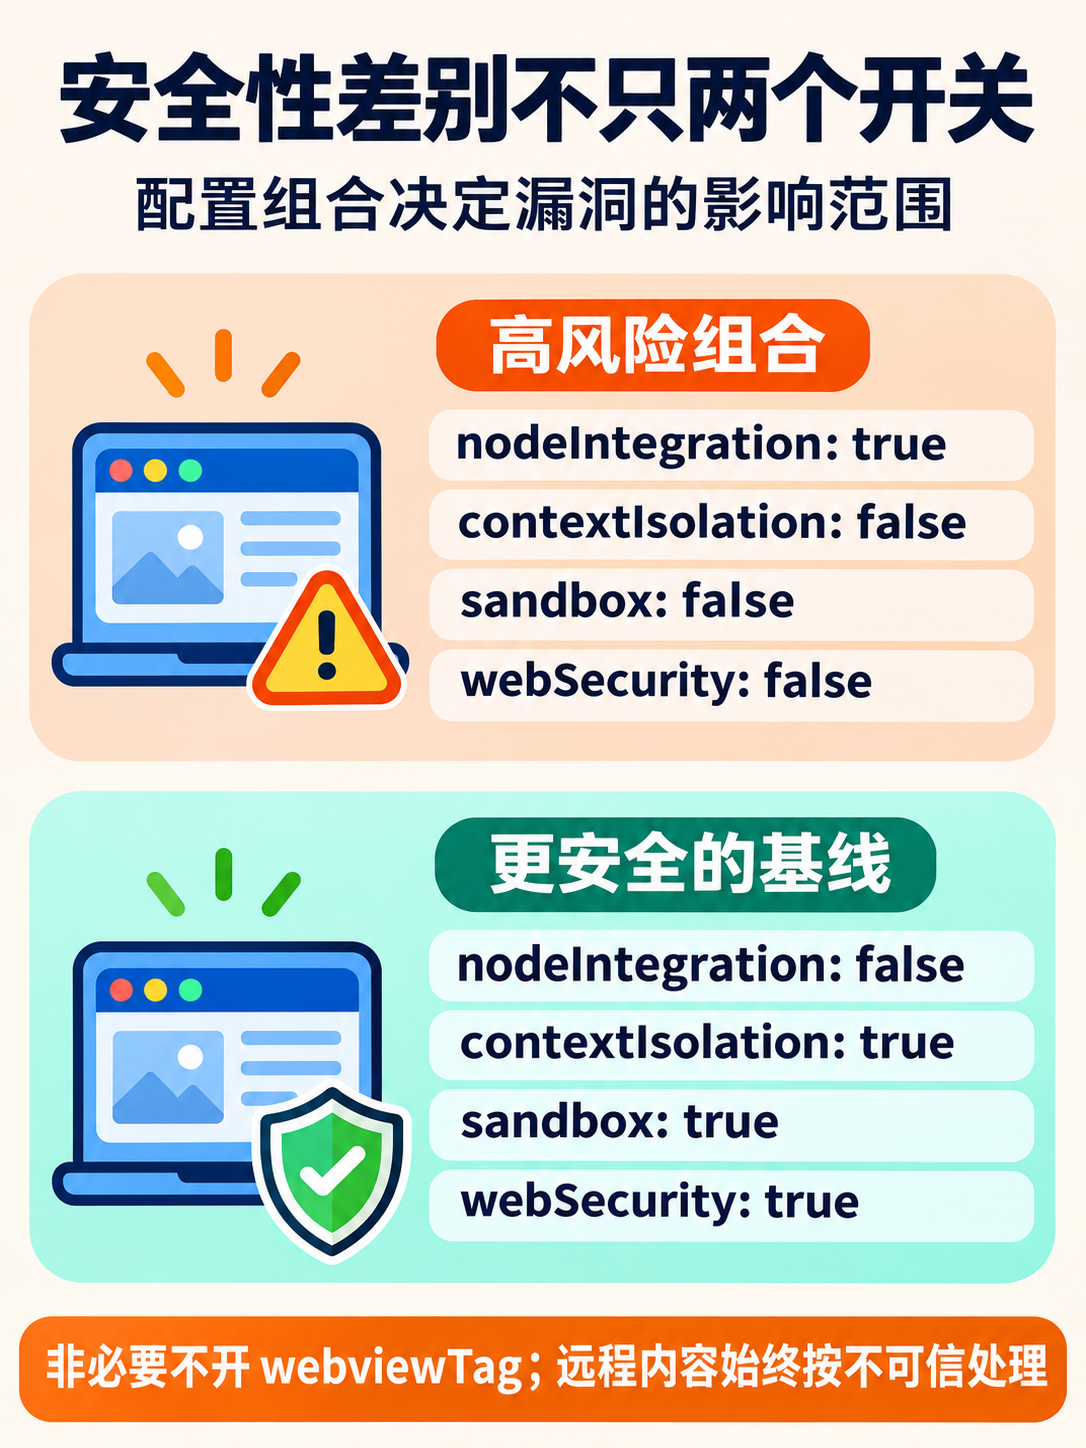 安全性差别不只两个开关
配置组合决定漏洞的影响范围
高风险组合
nodeIntegration: true
contextIsolation: false
sandbox: false
webSecurity: false
更安全的基线
nodeIntegration: false
contextIsolation: true
sandbox: true
webSecurity: true
非必要不开 webviewTag；远程内容始终按不可信处理